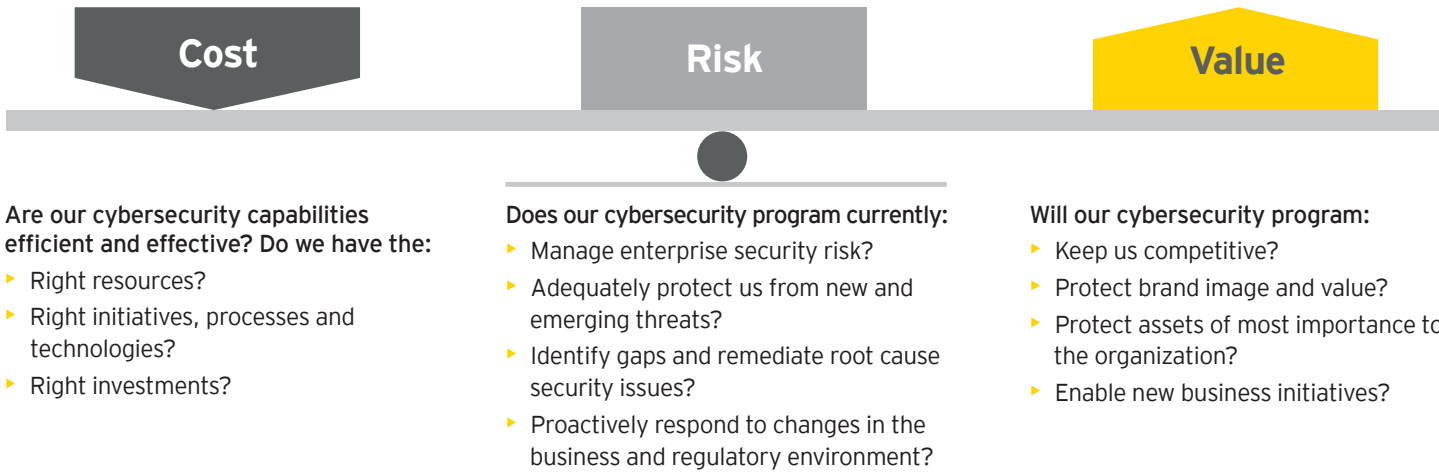 Cost
Risk
Value
Are our cybersecurity capabilities
efficient and effective? Do we have the:
Right resources?
Right initiatives, processes and
technologies?
Right investments?
Does our cybersecurity program currently:
Manage enterprise security risk?
Adequately protect us from new and
emerging threats?
Identify gaps and remediate root cause
security issues?
Proactively respond to changes in the
business and regulatory environment?
Will our cybersecurity program:
Keep us competitive?
Protect brand image and value?
Protect assets of most importance to
the organization?
Enable new business initiatives?